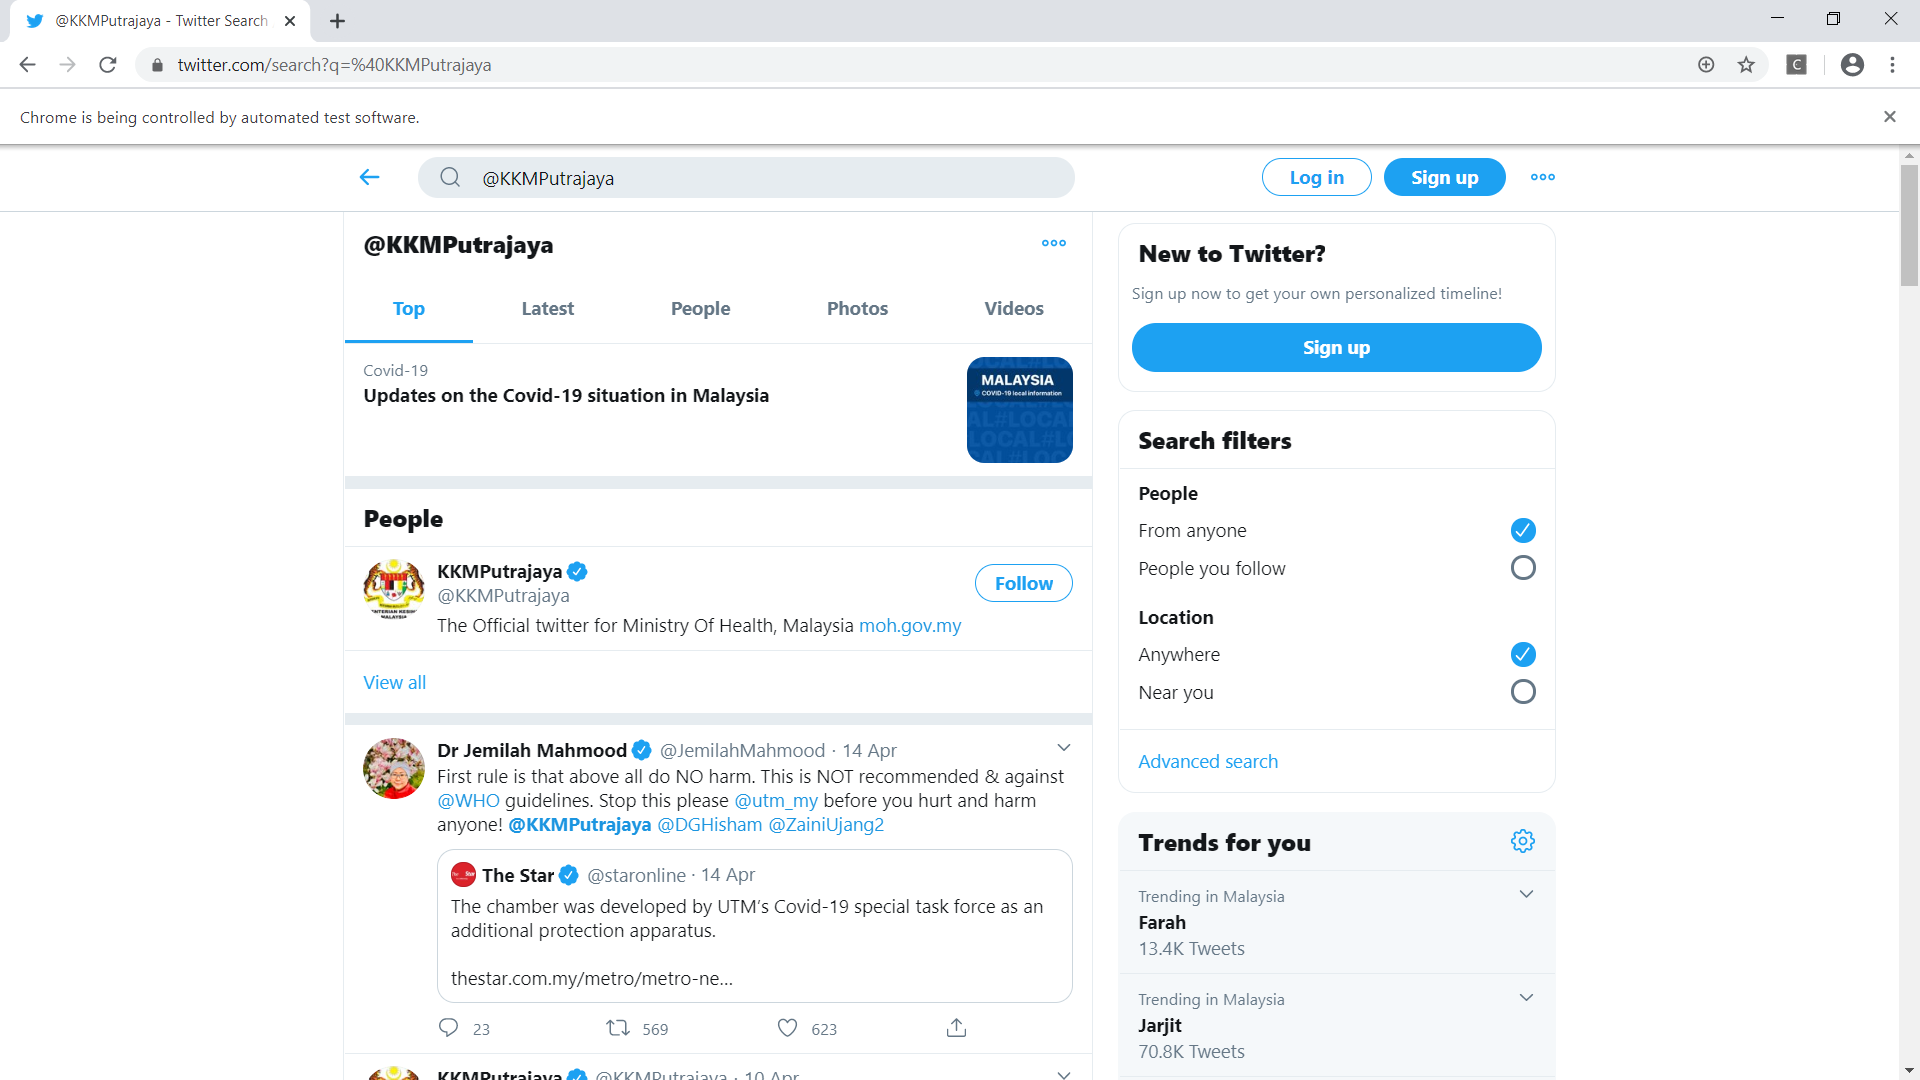 @KKMPutrajaya - Twitter Search
twitter.com/search?q=%40KKMPutrajaya
C
Chrome is being controlled by automated test software.
@KKMPutrajaya
Log in
Sign up
@KKMPutrajaya
Top
Latest
People
Photos
Videos
Covid-19
Updates on the Covid-19 situation in Malaysia
MALAYSIA
COVID-19 local information
People
KKMPutrajaya
@KKMPutrajaya
Follow
The Official twitter for Ministry Of Health, Malaysia moh.gov.my
View all
Dr Jemilah Mahmood @JemilahMahmood · 14 Apr
First rule is that above all do NO harm. This is NOT recommended & against
@WHO guidelines. Stop this please @utm_my before you hurt and harm
anyone! @KKMPutrajaya @DGHisham @ZainiUjang2
The Star @staronline · 14 Apr
The chamber was developed by UTM’s Covid-19 special task force as an
additional protection apparatus.
thestar.com.my/metro/metro-ne...
23
569
623
KKMPutrajaya @KKMPutrajaya · 10 Apr
New to Twitter?
Sign up now to get your own personalized timeline!
Sign up
Search filters
People
From anyone
People you follow
Location
Anywhere
Near you
Advanced search
Trends for you
Trending in Malaysia
Farah
13.4K Tweets
Trending in Malaysia
Jarjit
70.8K Tweets